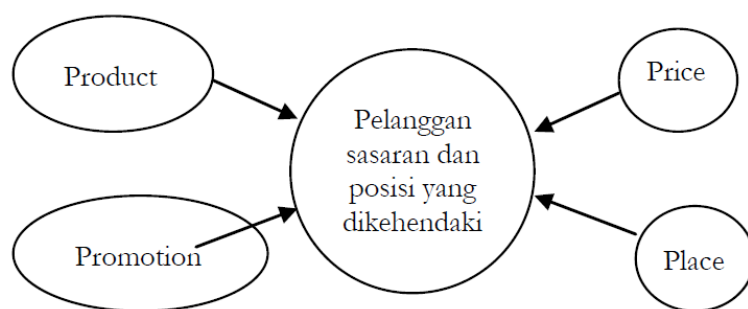 Product
Price
Pelanggan
sasaran dan
posisi yang
dikehendaki
Promotion
Place